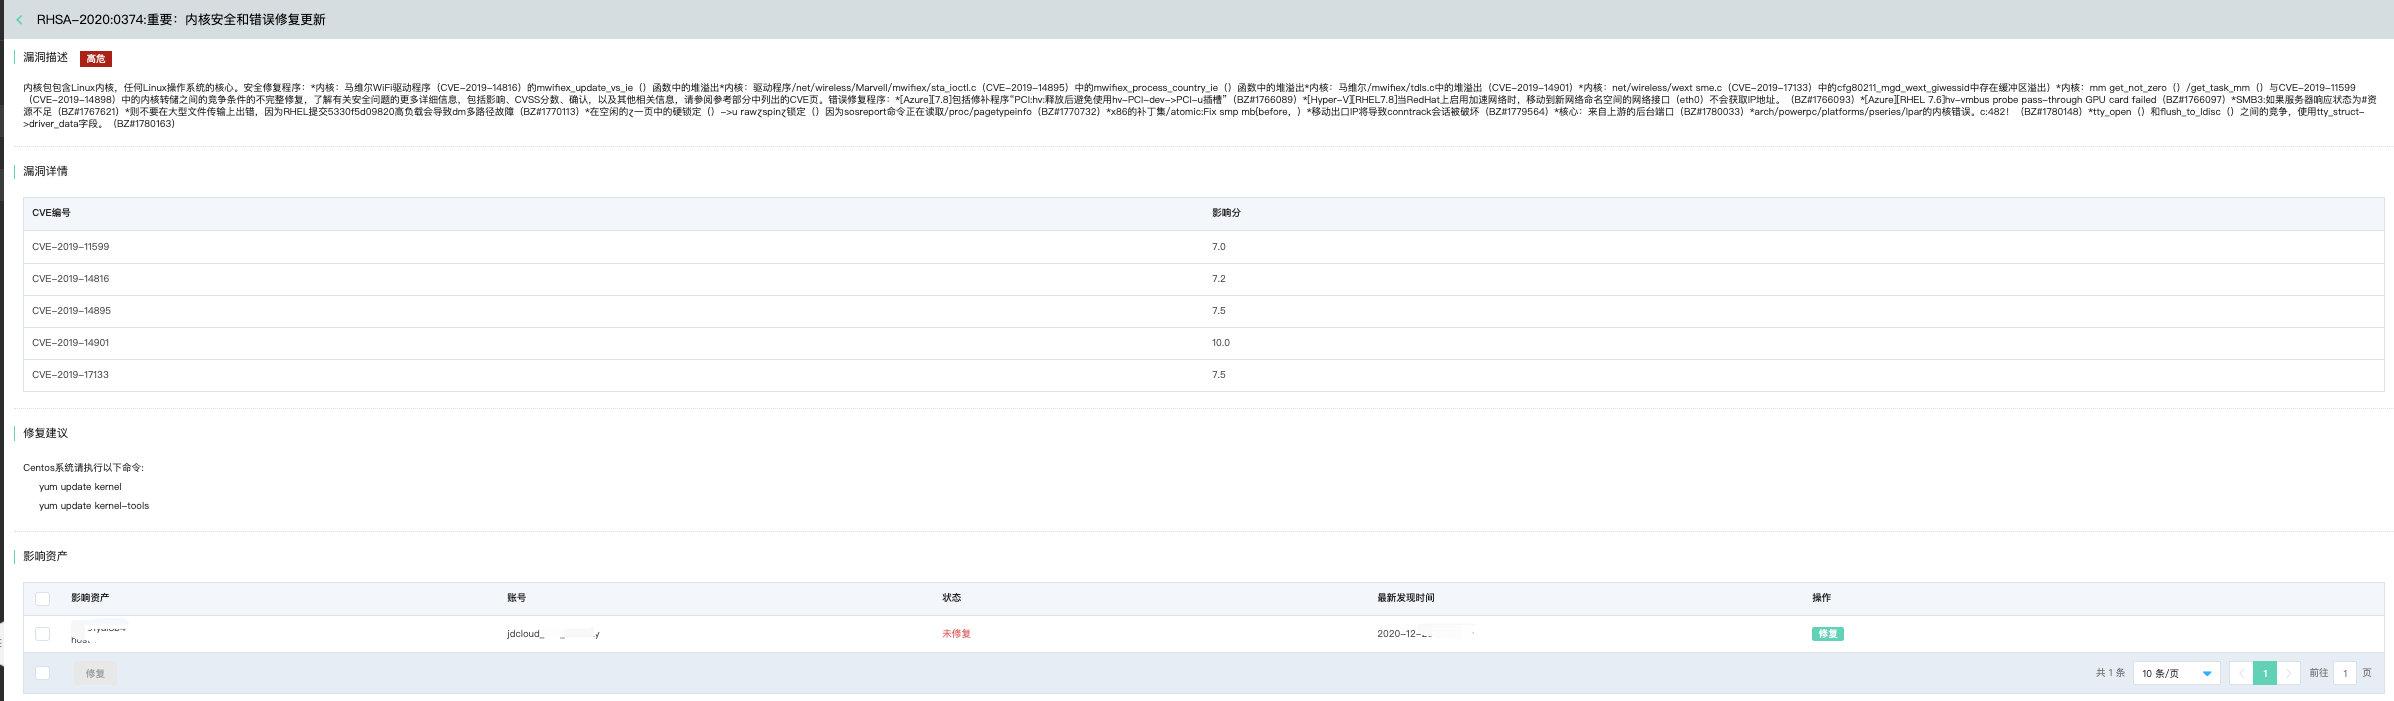 RHSA-2020:0374:重要：内核安全和错误修复更新
漏洞描述 高危
内核包包含Linux内核，任何Linux操作系统的核心。安全修复程序：*内核：马维尔WiFi驱动程序（CVE-2019-14816）的mwifiex_update_vs_ie（）函数中的堆溢出*内核：驱动程序/net/wireless/Marvell/mwifiex/sta_ioctl.c（CVE-2019-14895）中的mwifiex_process_country_ie（）函数中的堆溢出*内核：马维尔/mwifiex/tdls.c中的堆溢出（CVE-2019-14901）*内核：net/wireless/wext sme.c（CVE-2019-17133）中的cfg80211_mgd_wext_giwessid中存在缓冲区溢出）*内核：mm get_not_zero（）/get_task_mm（）与CVE-2019-11599
（CVE-2019-14898）中的内核转储之间的竞争条件的不完整修复，了解有关安全问题的更多详细信息，包括影响、CVSS分数、确认，以及其他相关信息，请参阅参考部分中列出的CVE页。错误修复程序：*[Azure][7.8]包括修补程序“PCI:hv:释放后避免使用hv-PCI-dev->PCI-u插槽”（BZ#1766089）*[Hyper-V][RHEL7.8]当RedHat上启用加速网络时，移动到新网络命名空间的网络接口（eth0）不会获取IP地址。（BZ#1766093）*[Azure][RHEL 7.6]hv-vmbus probe pass-through GPU card failed（BZ#1766097）*SMB3:如果服务器响应状态为#资
源不足（BZ#1767621）*则不要在大型文件传输上出错，因为RHEL提交5330f5d09820高负载会导致dm多路径故障（BZ#1770113）*在空闲的ζ一页中的硬锁定（）->u rawζspinζ锁定（）因为sosreport命令正在读取/proc/pagetypeinfo（BZ#1770732）*x86的补丁集/atomic:Fix smp mb{before，）*移动出口IP将导致conntrack会话被破坏（BZ#1779564）*核心：来自上游的后台端口（BZ#1780033）*arch/powerpc/platforms/pseries/lpar的内核错误。c:482！（BZ#1780148）*tty_open（）和flush_to_ldisc（）之间的竞争，使用tty_struct-
>driver_data字段。（BZ#1780163）
漏洞详情
CVE编号 影响分
CVE-2019-11599 7.0
CVE-2019-14816 7.2
CVE-2019-14895 7.5
CVE-2019-14901 10.0
CVE-2019-17133 7.5
修复建议
Centos系统请执行以下命令:
yum update kernel
yum update kernel-tools
影响资产
影响资产 账号 状态 最新发现时间 操作
jdcloud_ 未修复 2020-12- 修复
修复 共 1 条 10 条/页 1 前往 1 页